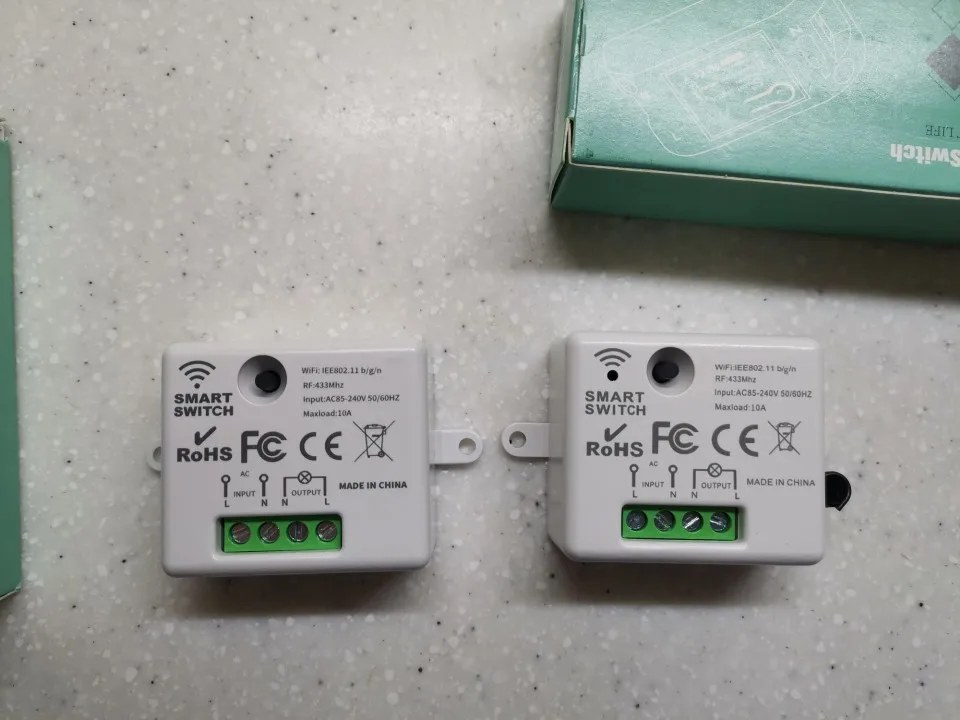 LIFE
Switch
WiFi:IEE802.11 b/g/n
RF:433Mhz
Input:AC85-240V 50/60HZ
Maxload:10A
SMART
SWITCH
RoHS FC CE
AC
INPUT
OUTPUT
L N N L
MADE IN CHINA
WiFi:IEE802.11 b/g/n
RF:433Mhz
Input:AC85-240V 50/60HZ
Maxload:10A
SMART
SWITCH
RoHS FC CE
AC
INPUT
OUTPUT
L N N L
MADE IN CHINA